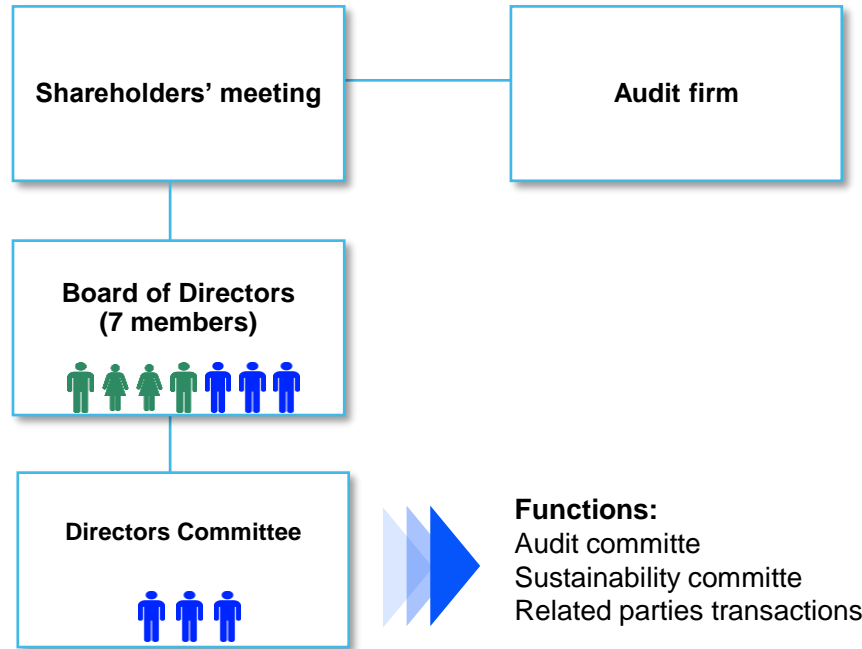 Shareholders’ meeting
Audit firm
Board of Directors
(7 members)
Directors Committee
Functions:
Audit committe
Sustainability committe
Related parties transactions